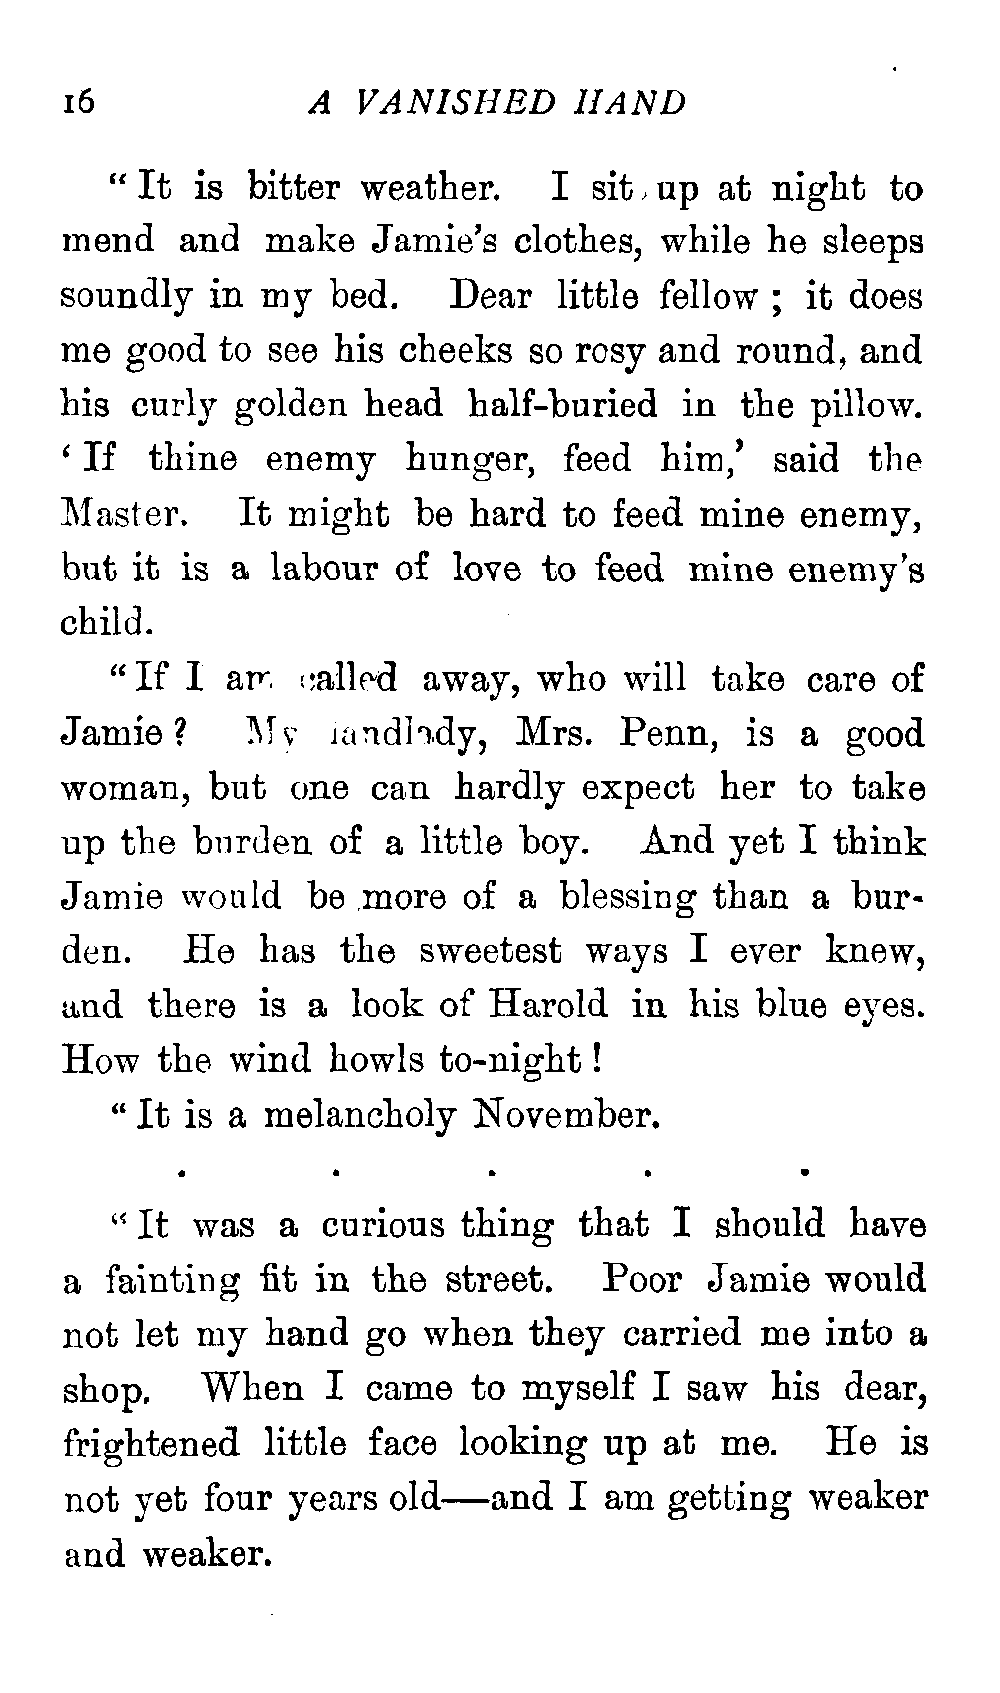 16 A VANISHED HAND
“ It is bitter weather. I sit up at night to
mend and make Jamie's clothes, while he sleeps
soundly in my bed. Dear little fellow ; it does
me good to see his cheeks so rosy and round, and
his curly golden head half-buried in the pillow.
‘ If thine enemy hunger, feed him,’ said the
Master. It might be hard to feed mine enemy,
but it is a labour of love to feed mine enemy's
child.
“ If I am called away, who will take care of
Jamie ? My landlady, Mrs. Penn, is a good
woman, but one can hardly expect her to take
up the burden of a little boy. And yet I think
Jamie would be more of a blessing than a bur-
den. He has the sweetest ways I ever knew,
and there is a look of Harold in his blue eyes.
How the wind howls to-night !
“ It is a melancholy November.
. . . . .
“ It was a curious thing that I should have
a fainting fit in the street. Poor Jamie would
not let my hand go when they carried me into a
shop. When I came to myself I saw his dear,
frightened little face looking up at me. He is
not yet four years old—and I am getting weaker
and weaker.